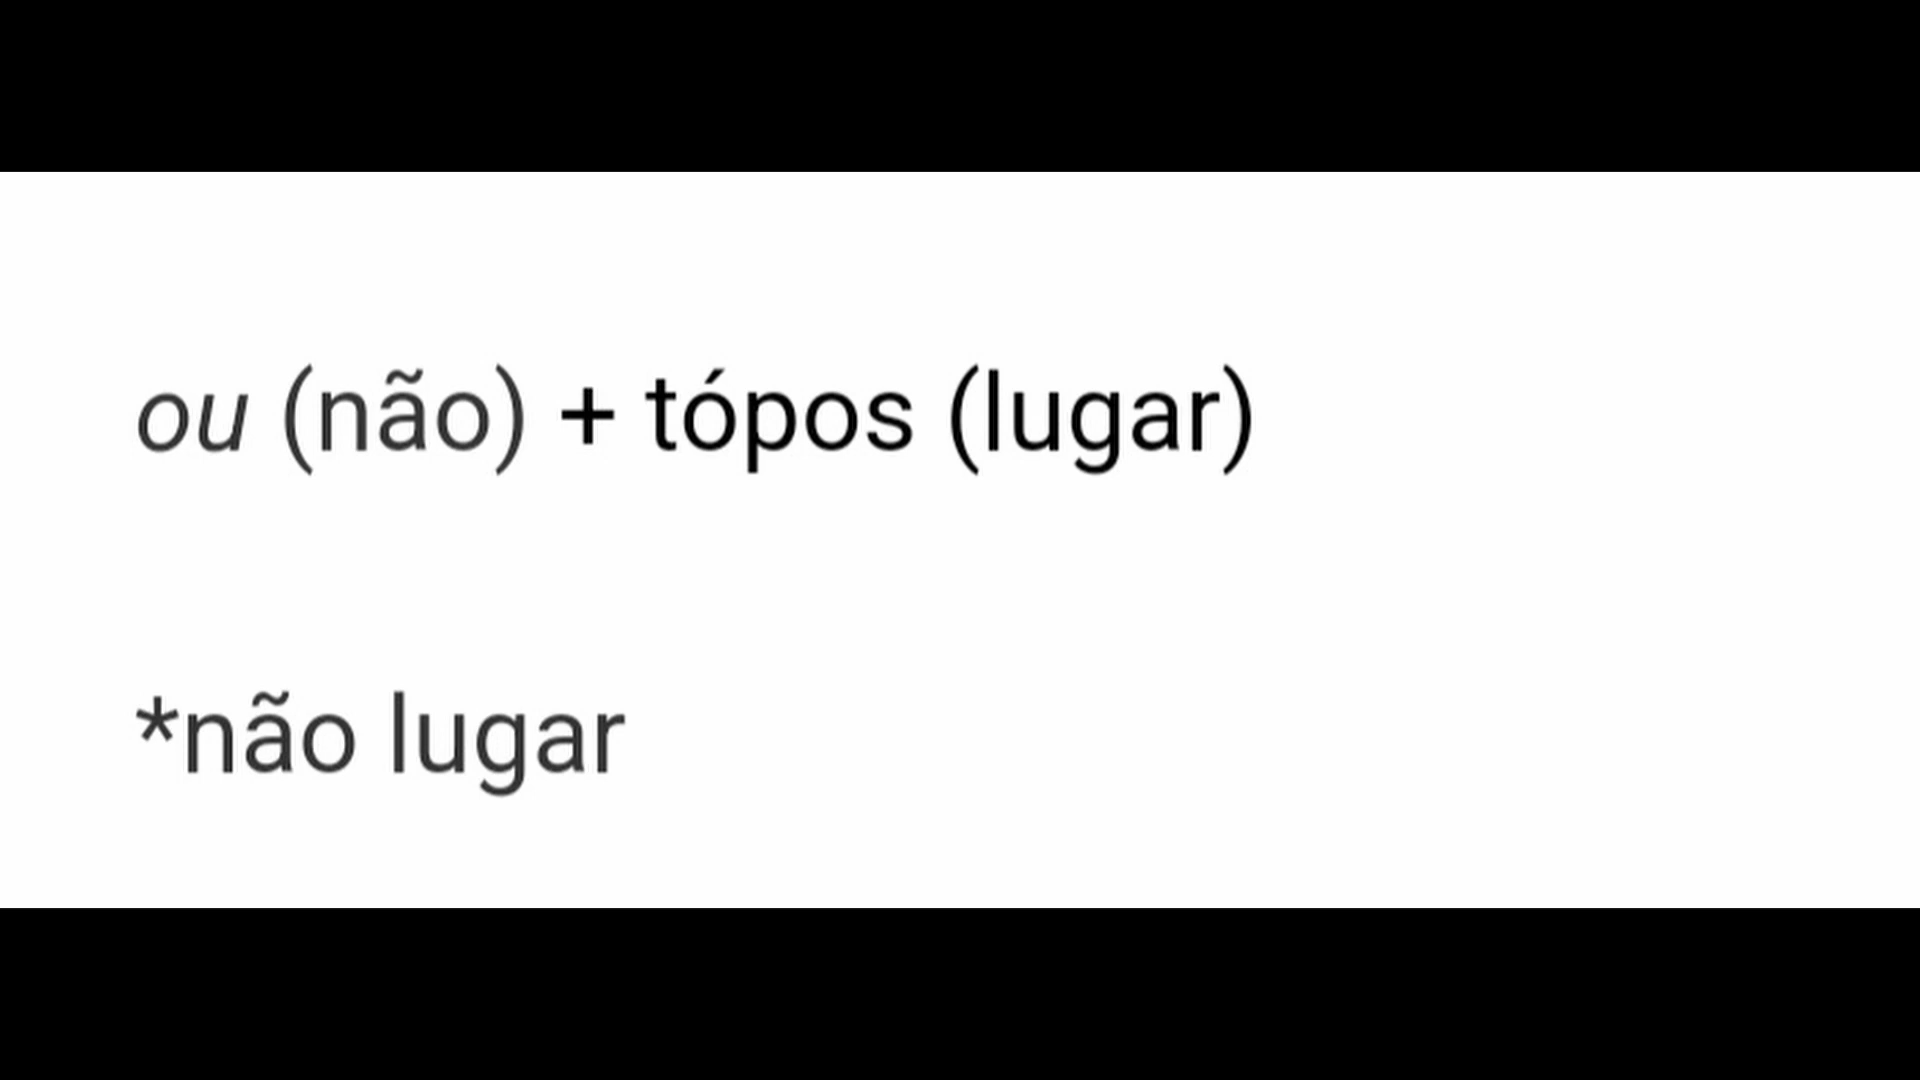 ou (não) + tópos (lugar)
*não lugar